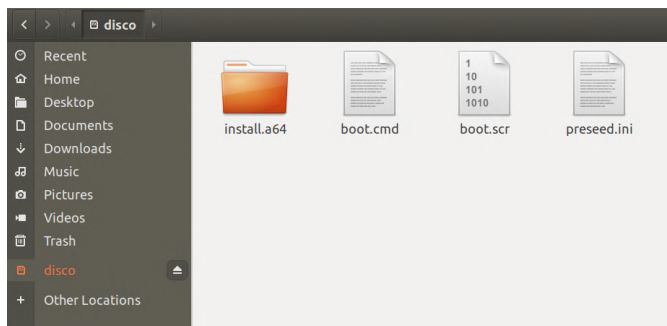 disco
Recent
Home
Desktop
Documents
Downloads
Music
Pictures
Videos
Trash
disco
Other Locations
1
10
101
1010
install.a64 boot.cmd boot.scr preseed.ini